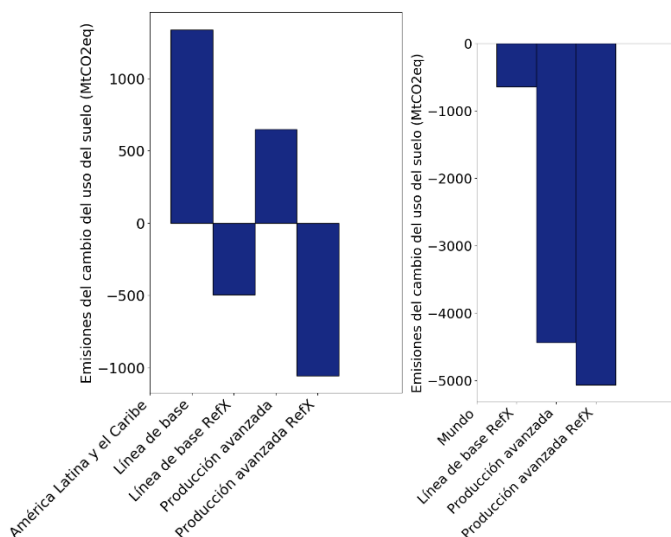 Emisiones del cambio del uso del suelo (MtCO2eq)
1000
500
0
−500
−1000
América Latina y el Caribe
Línea de base
Línea de base RefX
Producción avanzada
Producción avanzada RefX
Emisiones del cambio del uso del suelo (MtCO2eq)
0
−1000
−2000
−3000
−4000
−5000
Mundo
Línea de base RefX
Producción avanzada
Producción avanzada RefX